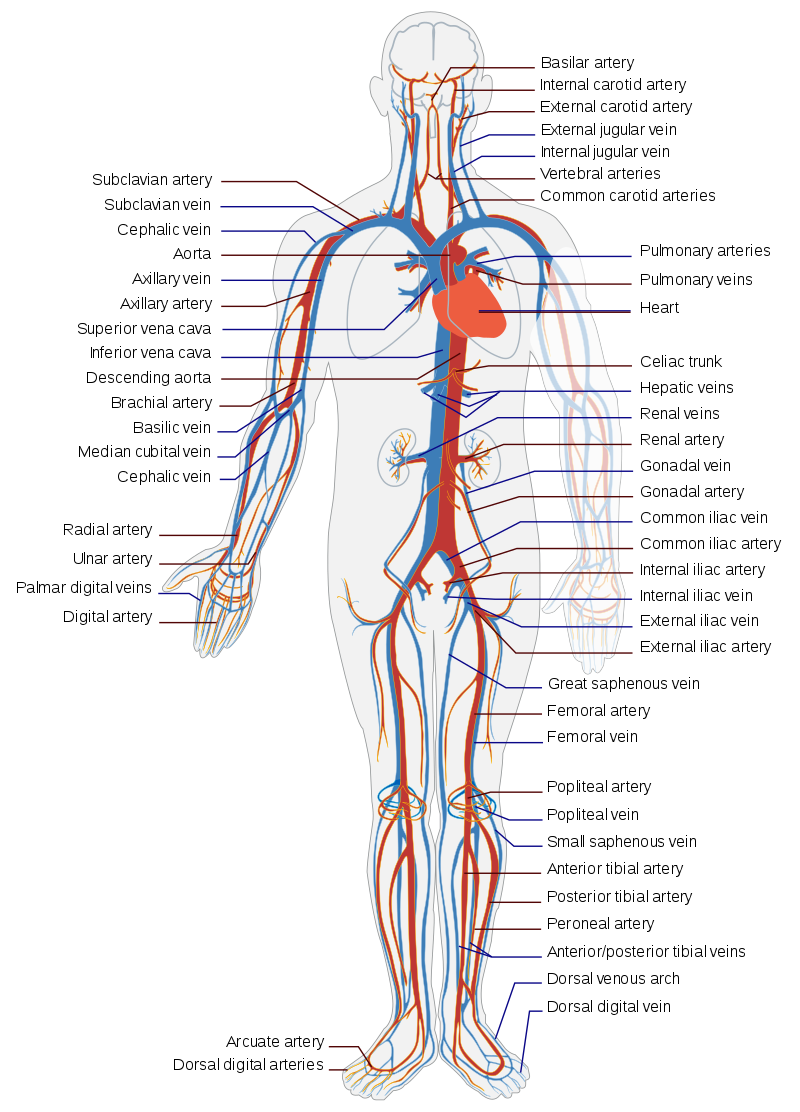 Basilar artery
Internal carotid artery
External carotid artery
External jugular vein
Internal jugular vein
Vertebral arteries
Common carotid arteries
Subclavian artery
Subclavian vein
Cephalic vein
Aorta
Axillary vein
Axillary artery
Superior vena cava
Inferior vena cava
Descending aorta
Brachial artery
Basilic vein
Median cubital vein
Cephalic vein
Radial artery
Ulnar artery
Palmar digital veins
Digital artery
Pulmonary arteries
Pulmonary veins
Heart
Celiac trunk
Hepatic veins
Renal veins
Renal artery
Gonadal vein
Gonadal artery
Common iliac vein
Common iliac artery
Internal iliac artery
Internal iliac vein
External iliac vein
External iliac artery
Great saphenous vein
Femoral artery
Femoral vein
Popliteal artery
Popliteal vein
Small saphenous vein
Anterior tibial artery
Posterior tibial artery
Peroneal artery
Anterior/posterior tibial veins
Dorsal venous arch
Dorsal digital vein
Arcuate artery
Dorsal digital arteries